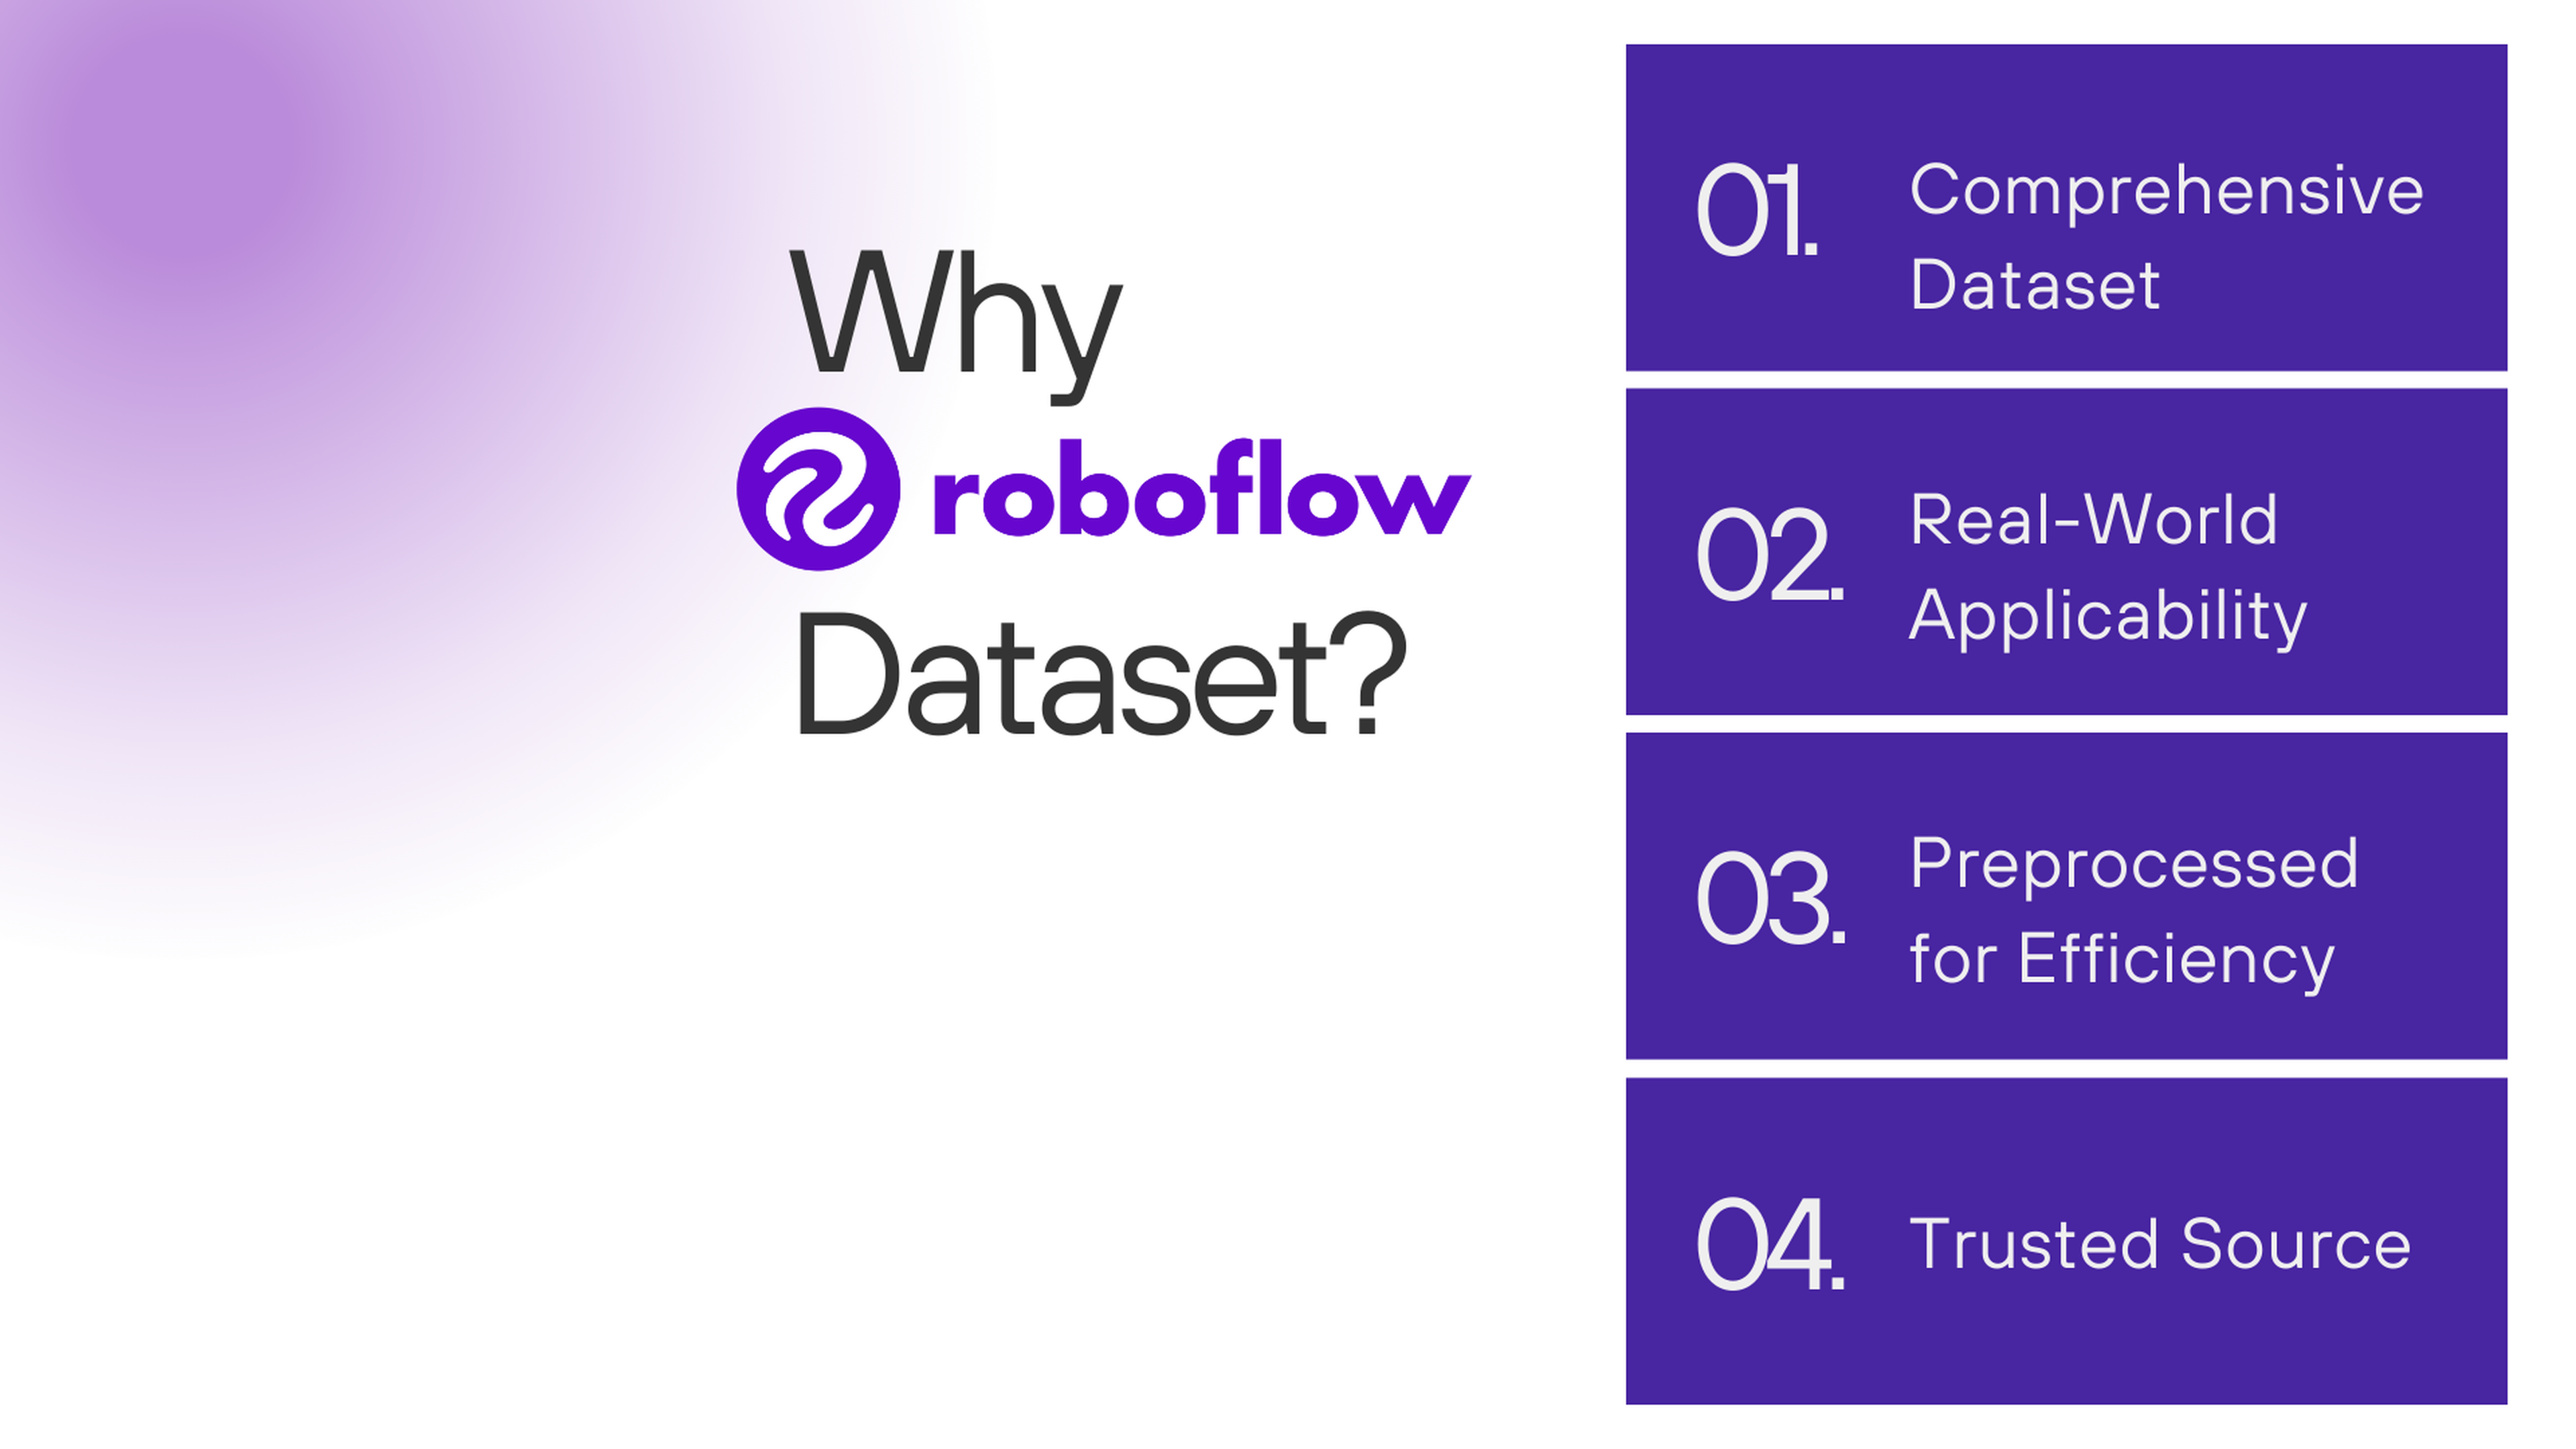 Why
roboflow
Dataset?
01.
Comprehensive
Dataset
02.
Real-World
Applicability
03.
Preprocessed
for Efficiency
04.
Trusted Source